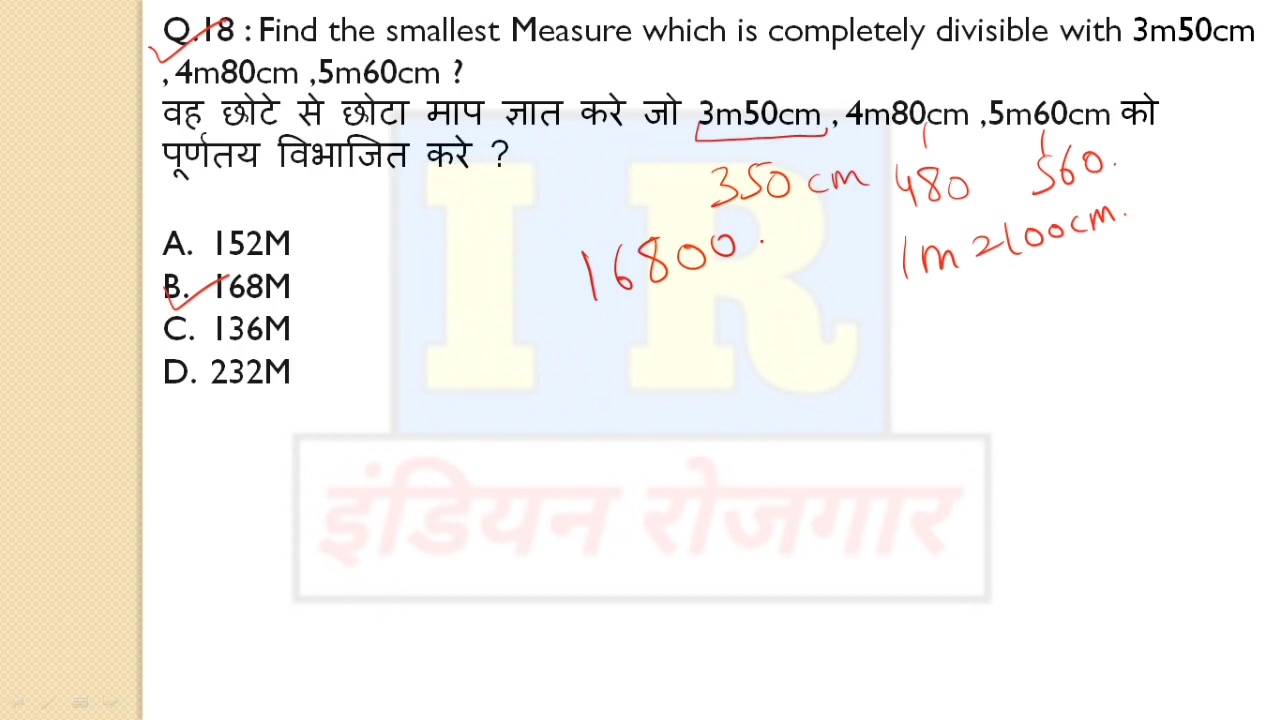 Q.18 : Find the smallest Measure which is completely divisible with 3m50cm
, 4m80cm ,5m60cm ?
वह छोटे से छोटा माप ज्ञात करे जो 3m50cm , 4m80cm ,5m60cm को
पूर्णतय विभाजित करे ?
350 cm 480 560.
16800.
1m = 100cm.
A. 152M
B. 168M
C. 136M
D. 232M
I R
इंडियन रोजगार